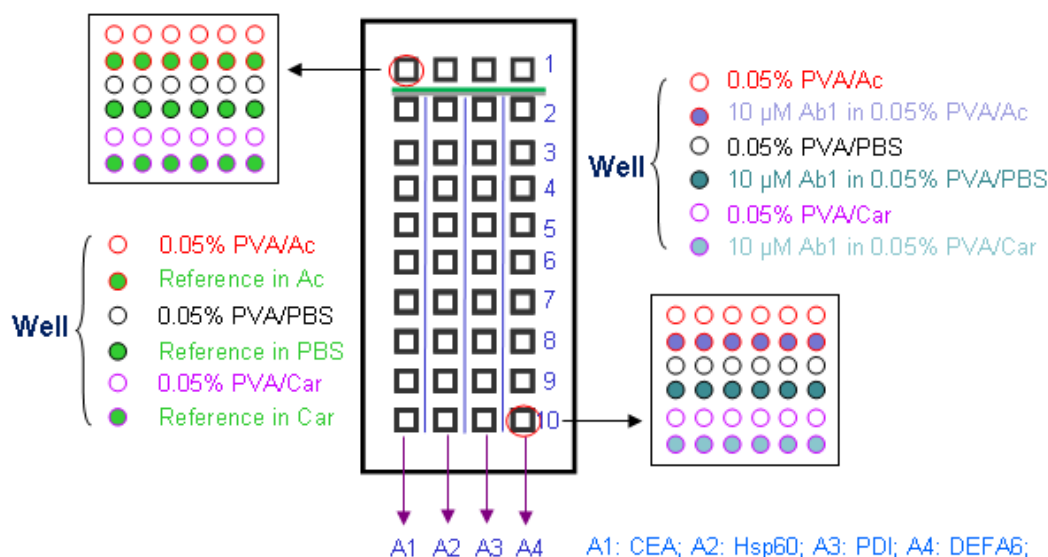 1
2
3
4
5
6
7
8
9
10
Well
0.05% PVA/Ac
Reference in Ac
0.05% PVA/PBS
Reference in PBS
0.05% PVA/Car
Reference in Car
Well
0.05% PVA/Ac
10 µM Ab1 in 0.05% PVA/Ac
0.05% PVA/PBS
10 µM Ab1 in 0.05% PVA/PBS
0.05% PVA/Car
10 µM Ab1 in 0.05% PVA/Car
A1 A2 A3 A4
A1: CEA; A2: Hsp60; A3: PDI; A4: DEFA6;